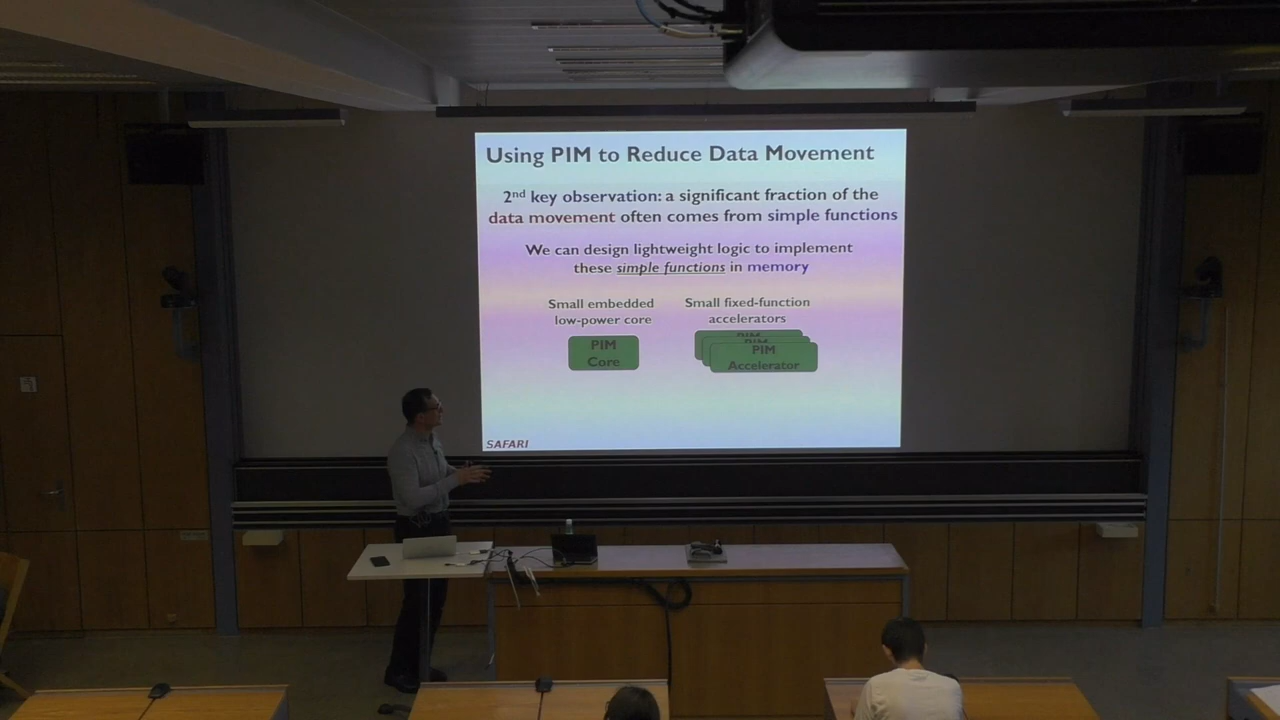 Using PIM to Reduce Data Movement
2nd key observation: a significant fraction of the
data movement often comes from simple functions
We can design lightweight logic to implement
these simple functions in memory
Small embedded
low-power core
Small fixed-function
accelerators
PIM
Core
PIM
PIM
PIM
Accelerator
SAFARI